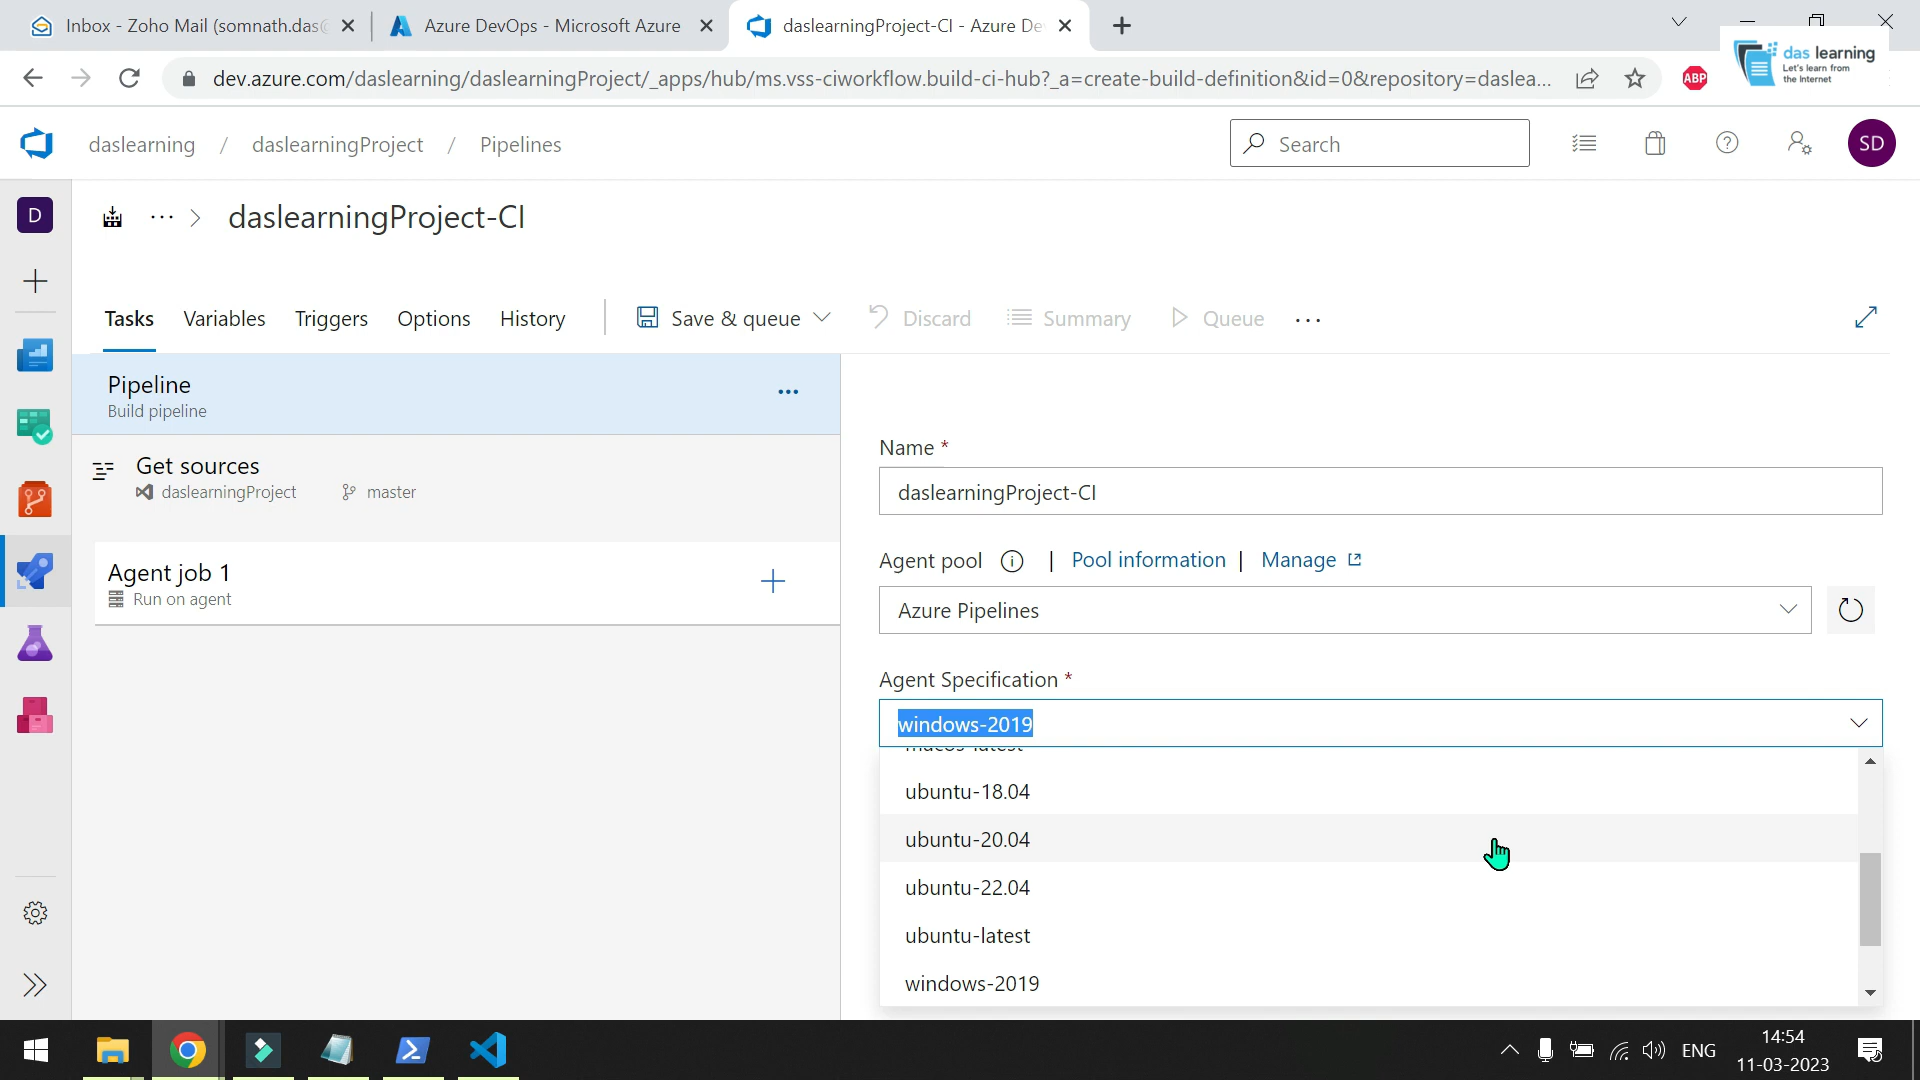 Inbox - Zoho Mail (somnath.das@
Azure DevOps - Microsoft Azure
daslearningProject-CI - Azure De
das learning
Let's learn from
the Internet
dev.azure.com/daslearning/daslearningProject/_apps/hub/ms.vss-ciworkflow.build-ci-hub?_a=create-build-definition&id=0&repository=daslea...
ABP
daslearning / daslearningProject / Pipelines
Search
SD
D
... > daslearningProject-CI
Tasks Variables Triggers Options History Save & queue Discard Summary Queue ...
Pipeline
Build pipeline
...
Get sources
daslearningProject master
Agent job 1
Run on agent
Name *
daslearningProject-CI
Agent pool | Pool information | Manage
Azure Pipelines
Agent Specification *
windows-2019
macos-latest
ubuntu-18.04
ubuntu-20.04
ubuntu-22.04
ubuntu-latest
windows-2019
ENG
14:54
11-03-2023